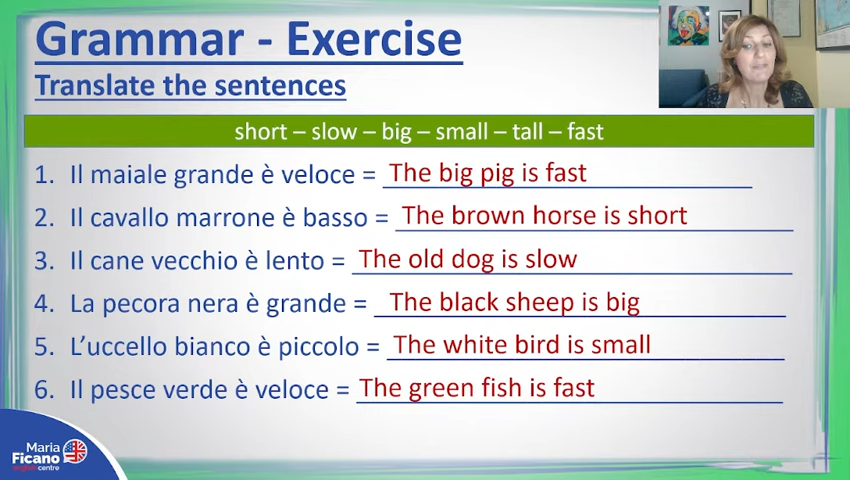 Grammar - Exercise
Translate the sentences
short – slow – big – small – tall – fast
1. Il maiale grande è veloce = The big pig is fast
2. Il cavallo marrone è basso = The brown horse is short
3. Il cane vecchio è lento = The old dog is slow
4. La pecora nera è grande = The black sheep is big
5. L'uccello bianco è piccolo = The white bird is small
6. Il pesce verde è veloce = The green fish is fast
Maria
Ficano
english centre